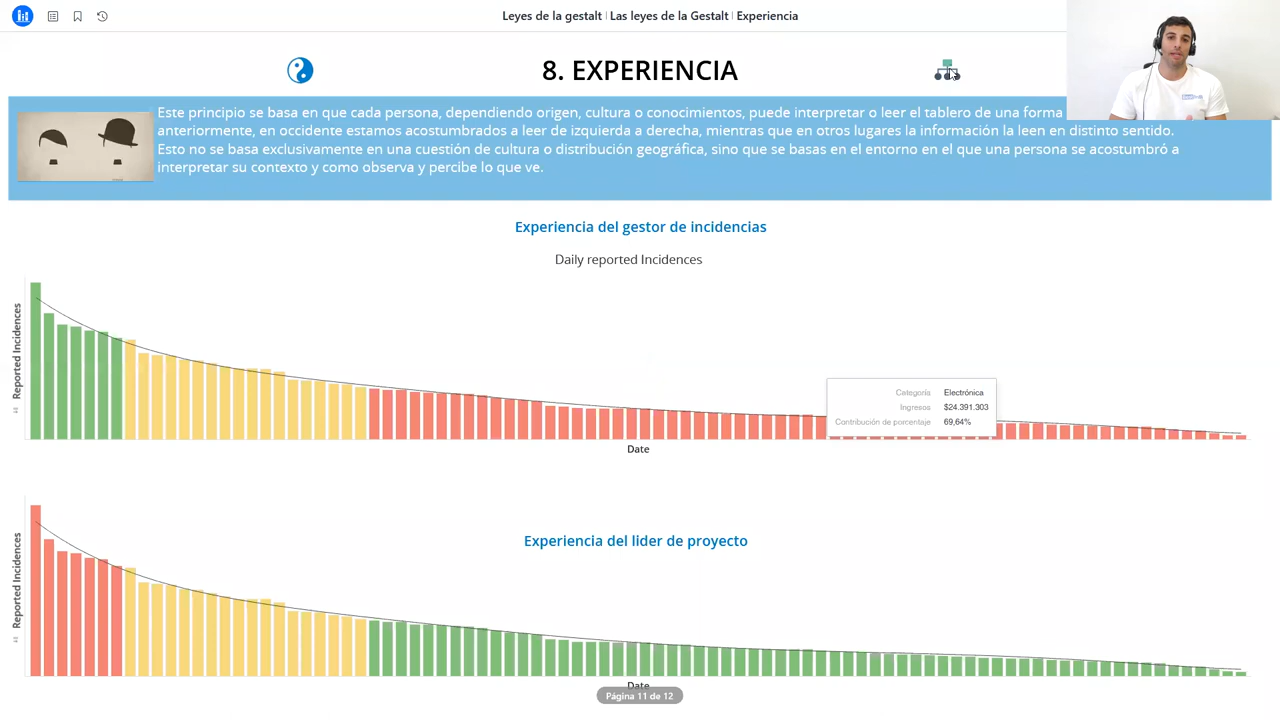 Leyes de la gestalt | Las leyes de la Gestalt | Experiencia
8. EXPERIENCIA
Este principio se basa en que cada persona, dependiendo origen, cultura o conocimientos, puede interpretar o leer el tablero de una forma
anteriormente, en occidente estamos acostumbrados a leer de izquierda a derecha, mientras que en otros lugares la información la leen en distinto sentido.
Esto no se basa exclusivamente en una cuestión de cultura o distribución geográfica, sino que se basas en el entorno en el que una persona se acostumbró a
interpretar su contexto y como observa y percibe lo que ve.
Experiencia del gestor de incidencias
Daily reported Incidences
Reported Incidences
Categoría Electrónica
Ingresos $24.391.303
Contribución de porcentaje 69,64%
Date
Experiencia del lider de proyecto
Reported Incidences
Date
Página 11 de 12